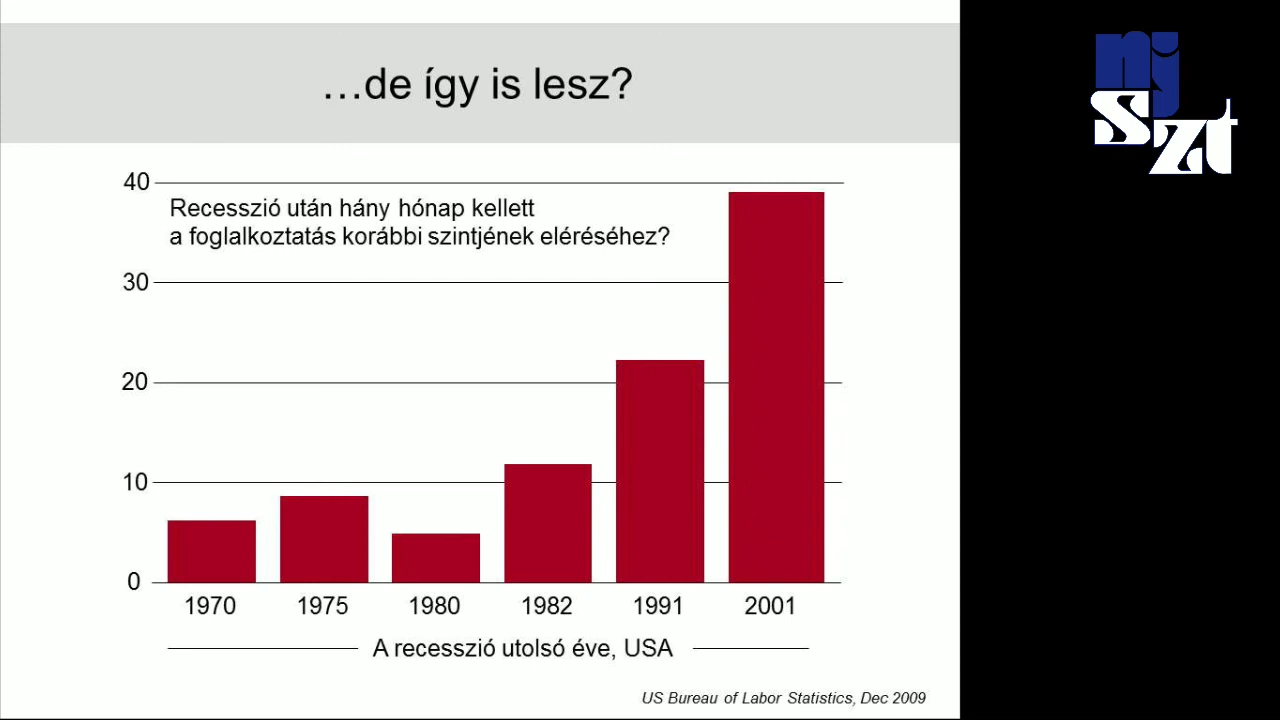 …de így is lesz?
njSzt
40
Recesszió után hány hónap kellett
a foglalkoztatás korábbi szintjének eléréséhez?
30
20
10
0
1970 1975 1980 1982 1991 2001
A recesszió utolsó éve, USA
US Bureau of Labor Statistics, Dec 2009